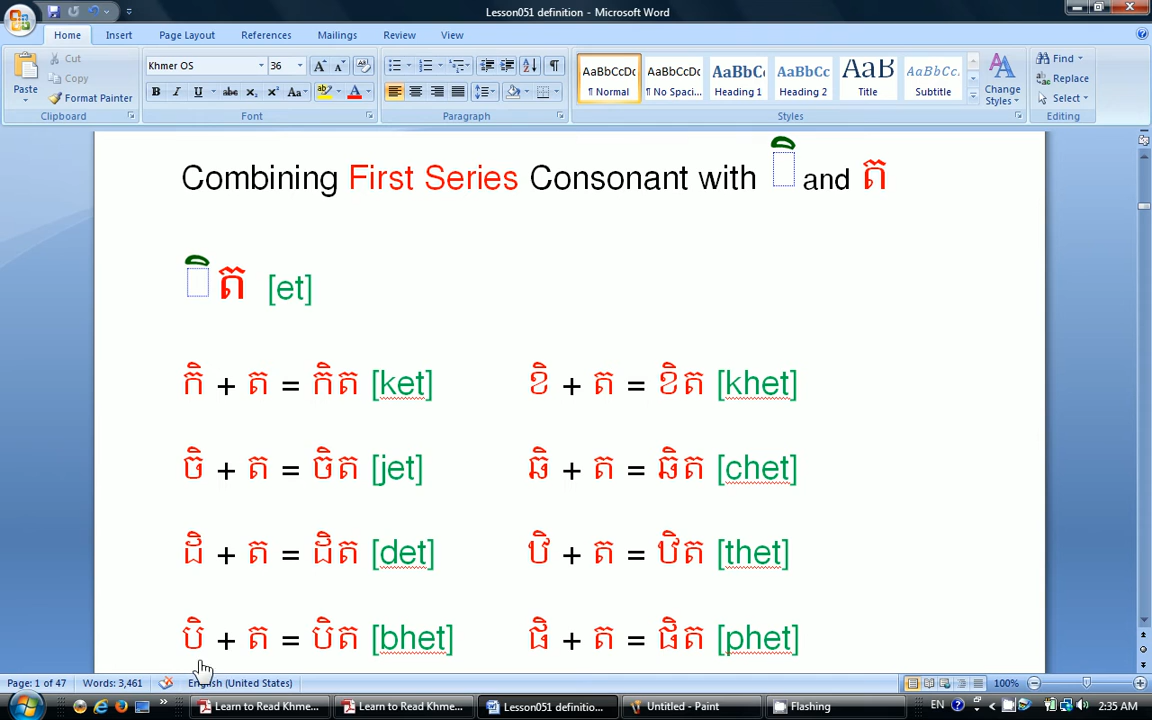 Lesson051 definition - Microsoft Word
Home Insert Page Layout References Mailings Review View
Paste Cut Copy Format Painter Clipboard
Khmer OS 36 Font
Paragraph
AaBbCcDc ¶ Normal AaBbCcDc ¶ No Spaci... AaBbC Heading 1 AaBbCc Heading 2 AaB Title AaBbCc. Subtitle Change Styles Styles
Find Replace Select Editing
Combining First Series Consonant with ិ and ត
ិត [et]
កិ + ត = កិត [ket] ខិ + ត = ខិត [khet]
ចិ + ត = ចិត [jet] ឆិ + ត = ឆិត [chet]
ដិ + ត = ដិត [det] ឋិ + ត = ឋិត [thet]
បិ + ត = បិត [bhet] ផិ + ត = ផិត [phet]
Page: 1 of 47 Words: 3,461 English (United States) 100%
Learn to Read Khme... Learn to Read Khme... Lesson051 definitio... Untitled - Paint Flashing EN 2:35 AM